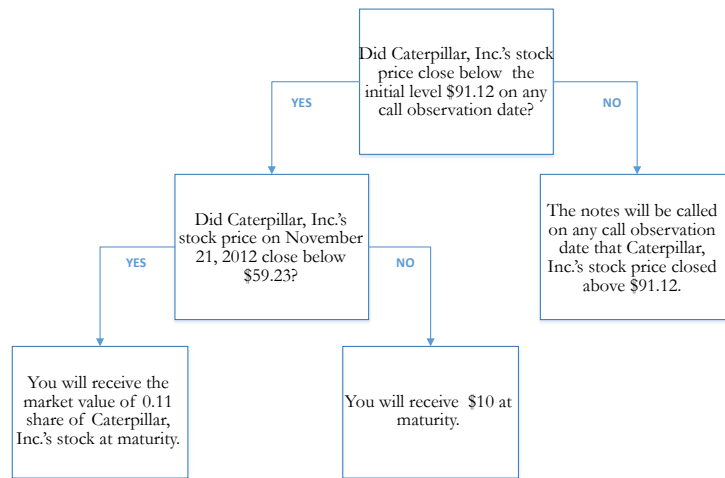 Did Caterpillar, Inc.'s stock
price close below the
initial level $91.12 on any
call observation date?
YES
NO
Did Caterpillar, Inc.'s
stock price on November
21, 2012 close below
$59.23?
The notes will be called
on any call observation
date that Caterpillar,
Inc.'s stock price closed
above $91.12.
YES
NO
You will receive the
market value of 0.11
share of Caterpillar,
Inc.'s stock at maturity.
You will receive $10 at
maturity.